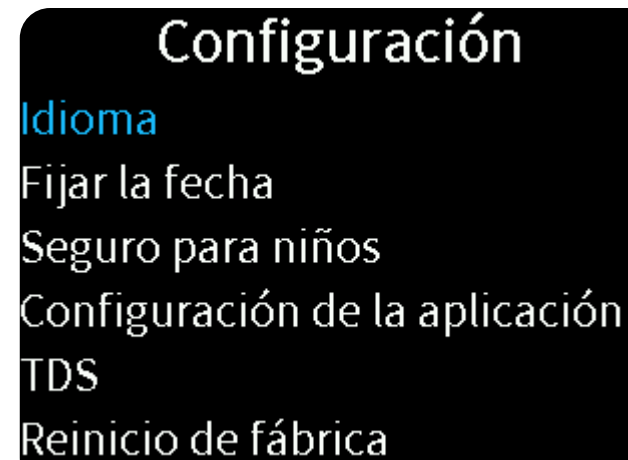 Configuración
Idioma
Fijar la fecha
Seguro para niños
Configuración de la aplicación
TDS
Reinicio de fábrica